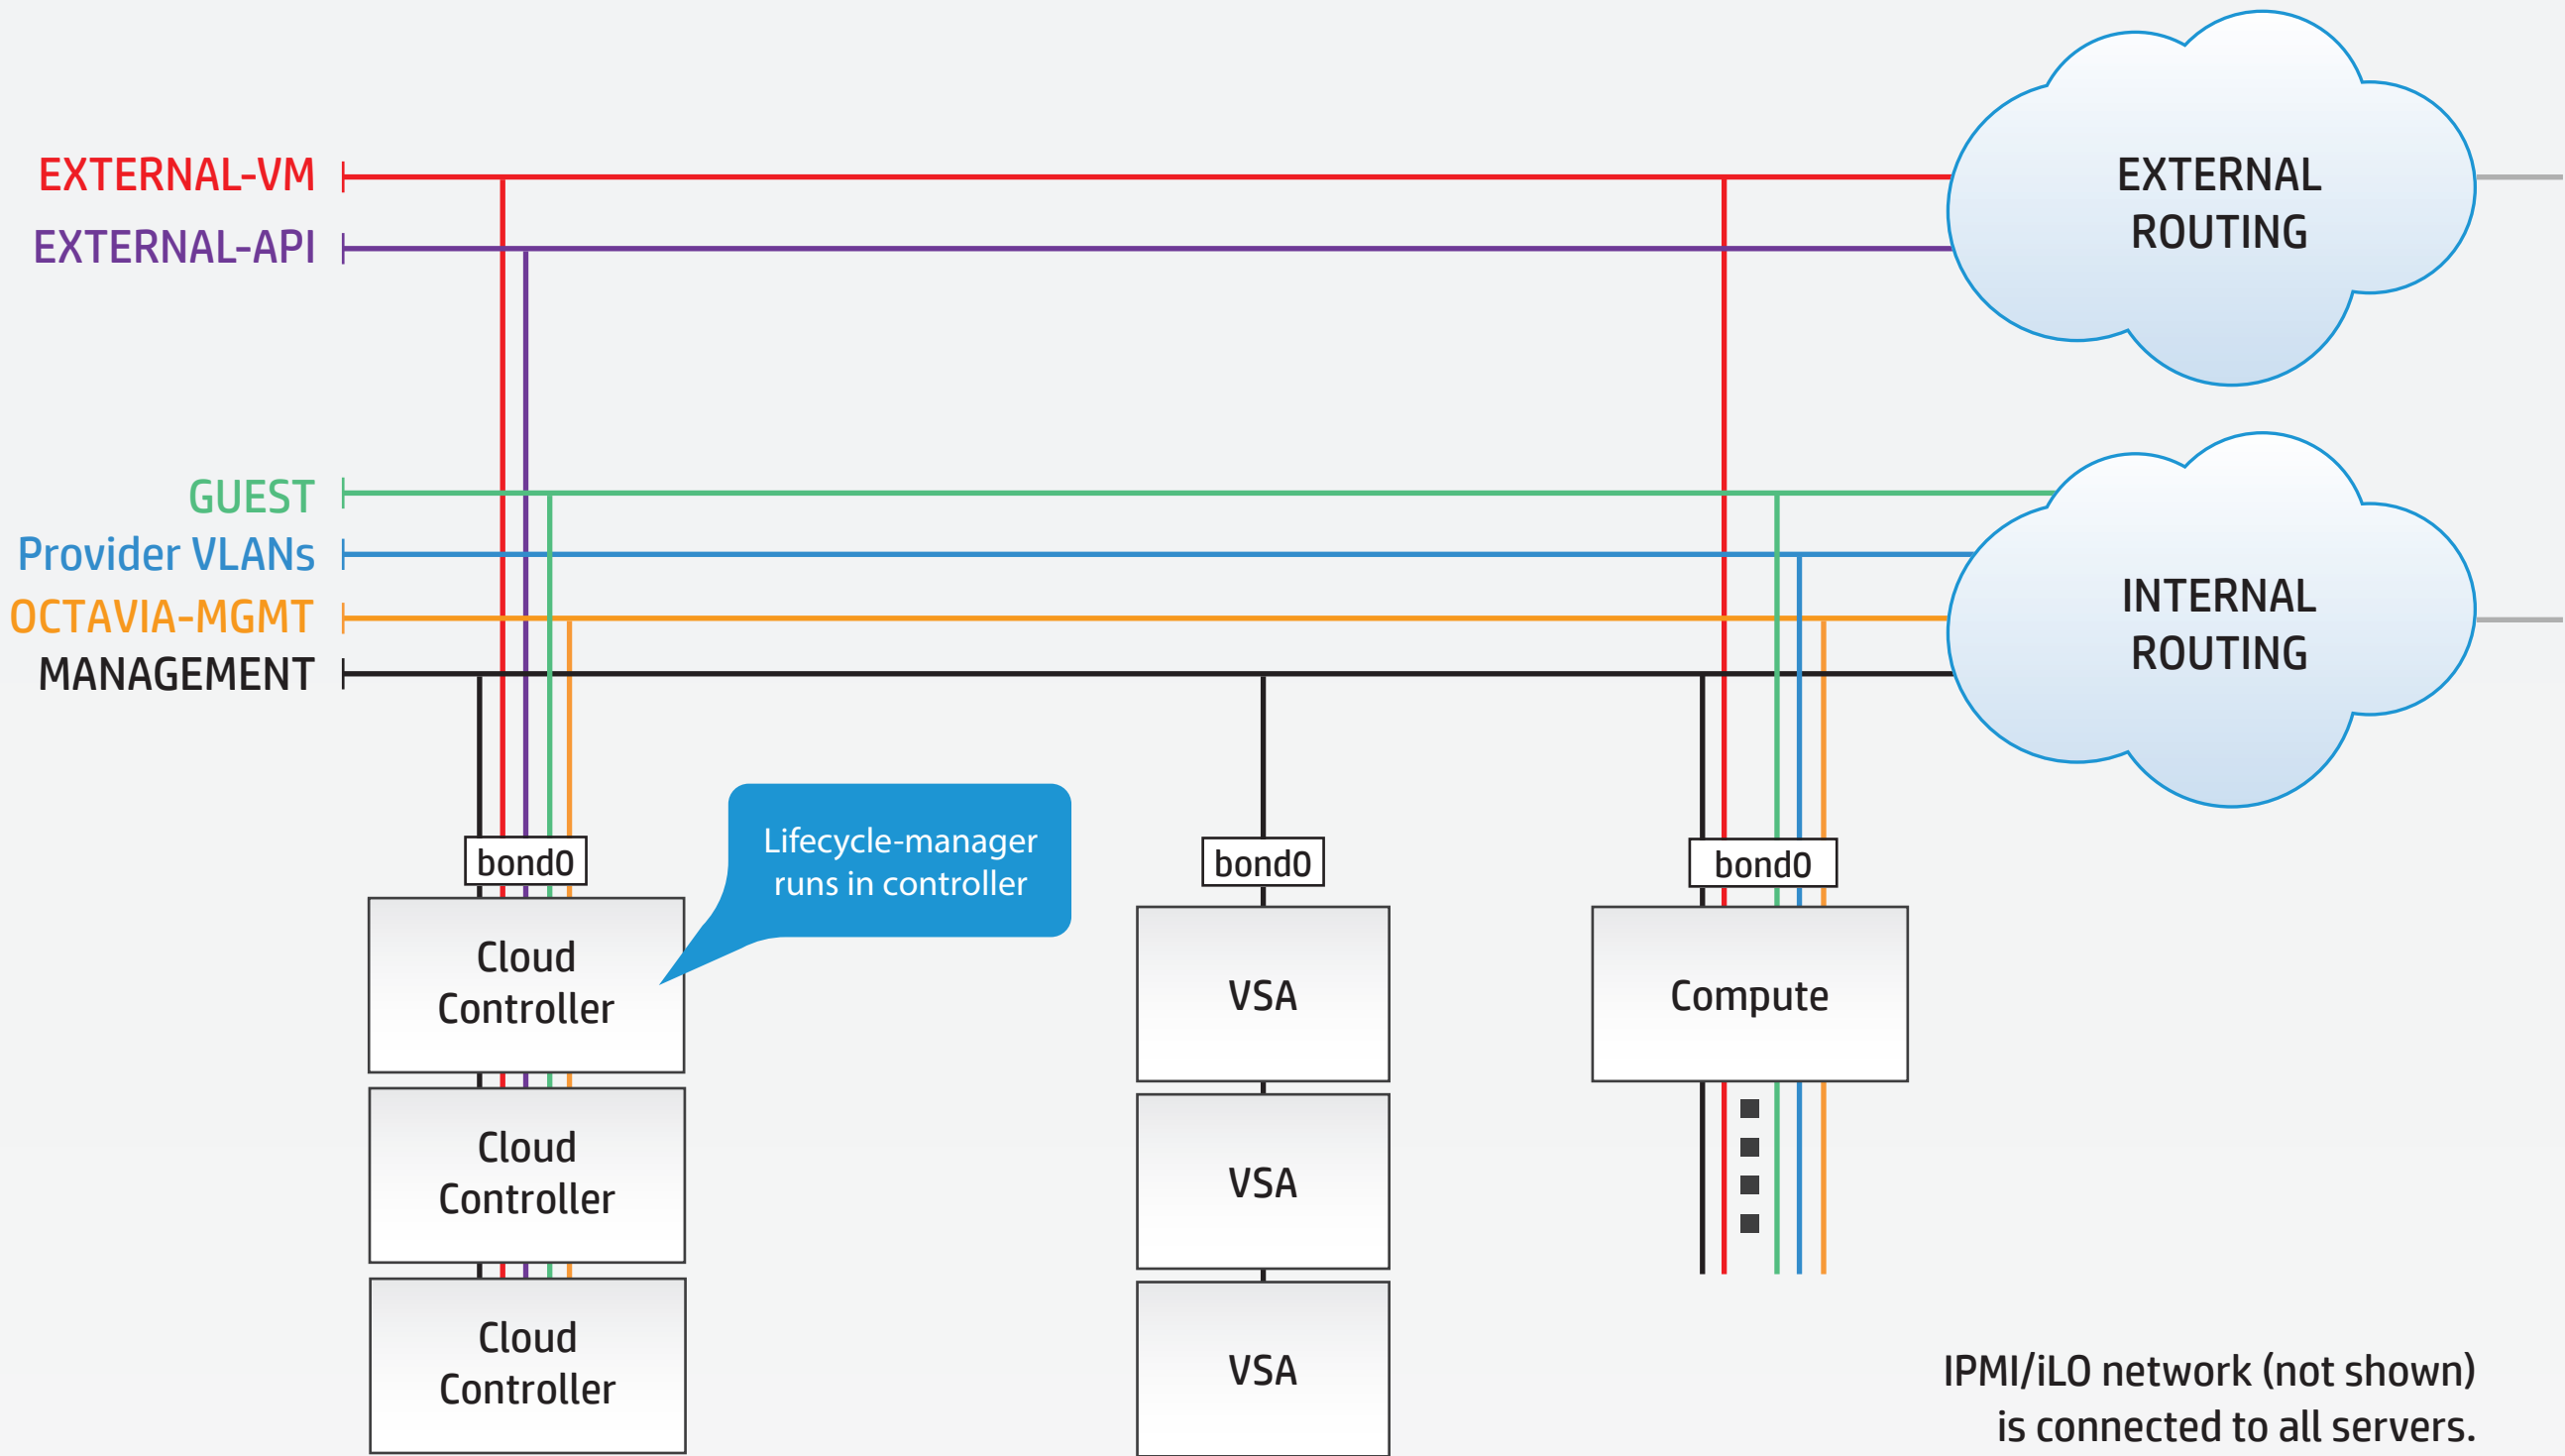 EXTERNAL-VM
EXTERNAL-API
EXTERNAL
ROUTING
GUEST
Provider VLANs
OCTAVIA-MGMT
MANAGEMENT
INTERNAL
ROUTING
bond0
Lifecycle-manager
runs in controller
bond0
bond0
Cloud
Controller
VSA
Compute
Cloud
Controller
VSA
Cloud
Controller
VSA
IPMI/iLO network (not shown)
is connected to all servers.